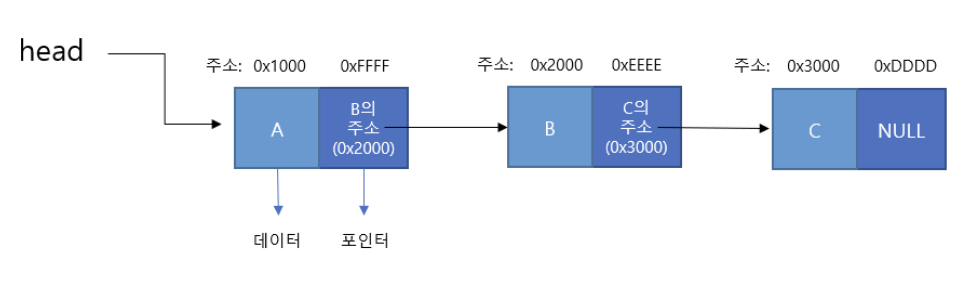 head
주소: 0x1000 0xFFFF
주소: 0x2000 0xEEEE
주소: 0x3000 0xDDDD
A
B의
주소
(0x2000)
B
C의
주소
(0x3000)
C
NULL
데이터
포인터